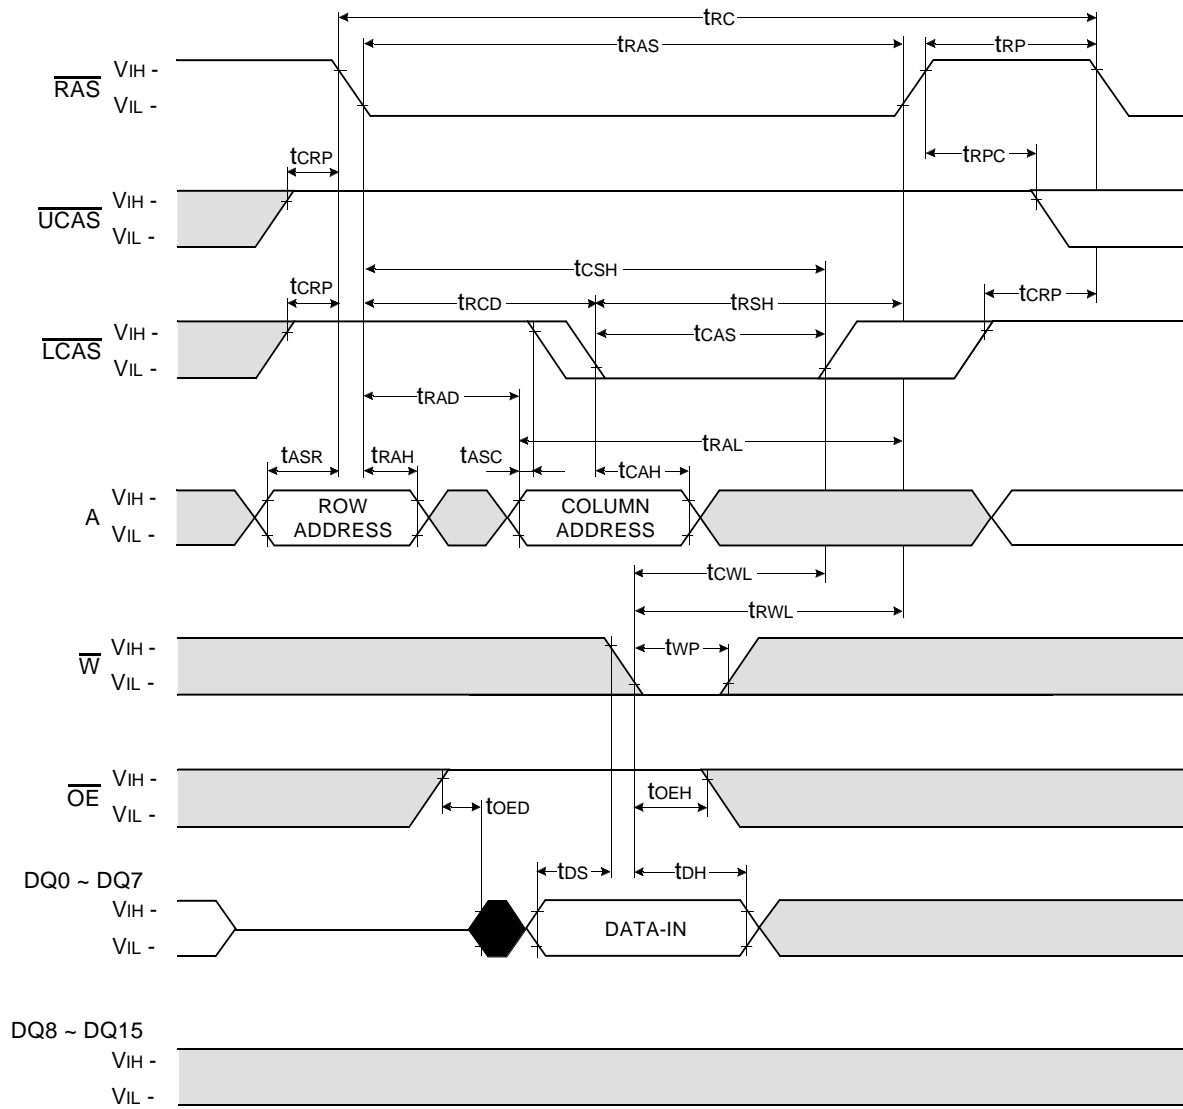 tRC
tRAS
tRP
RAS
VIH -
VIL -
tCRP
tRPC
UCAS
VIH -
VIL -
tCSH
tCRP
tRCD
tRSH
tCRP
LCAS
VIH -
VIL -
tCAS
tRAD
tRAL
tASR
tRAH
tASC
tCAH
A
VIH -
VIL -
ROW
ADDRESS
COLUMN
ADDRESS
tCWL
tRWL
W
VIH -
VIL -
tWP
OE
VIH -
VIL -
tOED
tOEH
tDS
tDH
DQ0 ~ DQ7
VIH -
VIL -
DATA-IN
DQ8 ~ DQ15
VIH -
VIL -